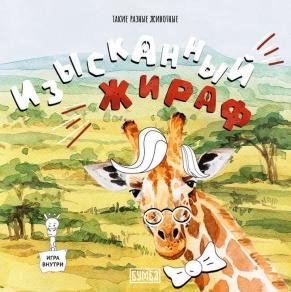 ТАКИЕ РАЗНЫЕ ЖИВОТНЫЕ
ИЗЫСКАННЫЙ
ЖИРАФ
ИГРА
ВНУТРИ
БУМБА